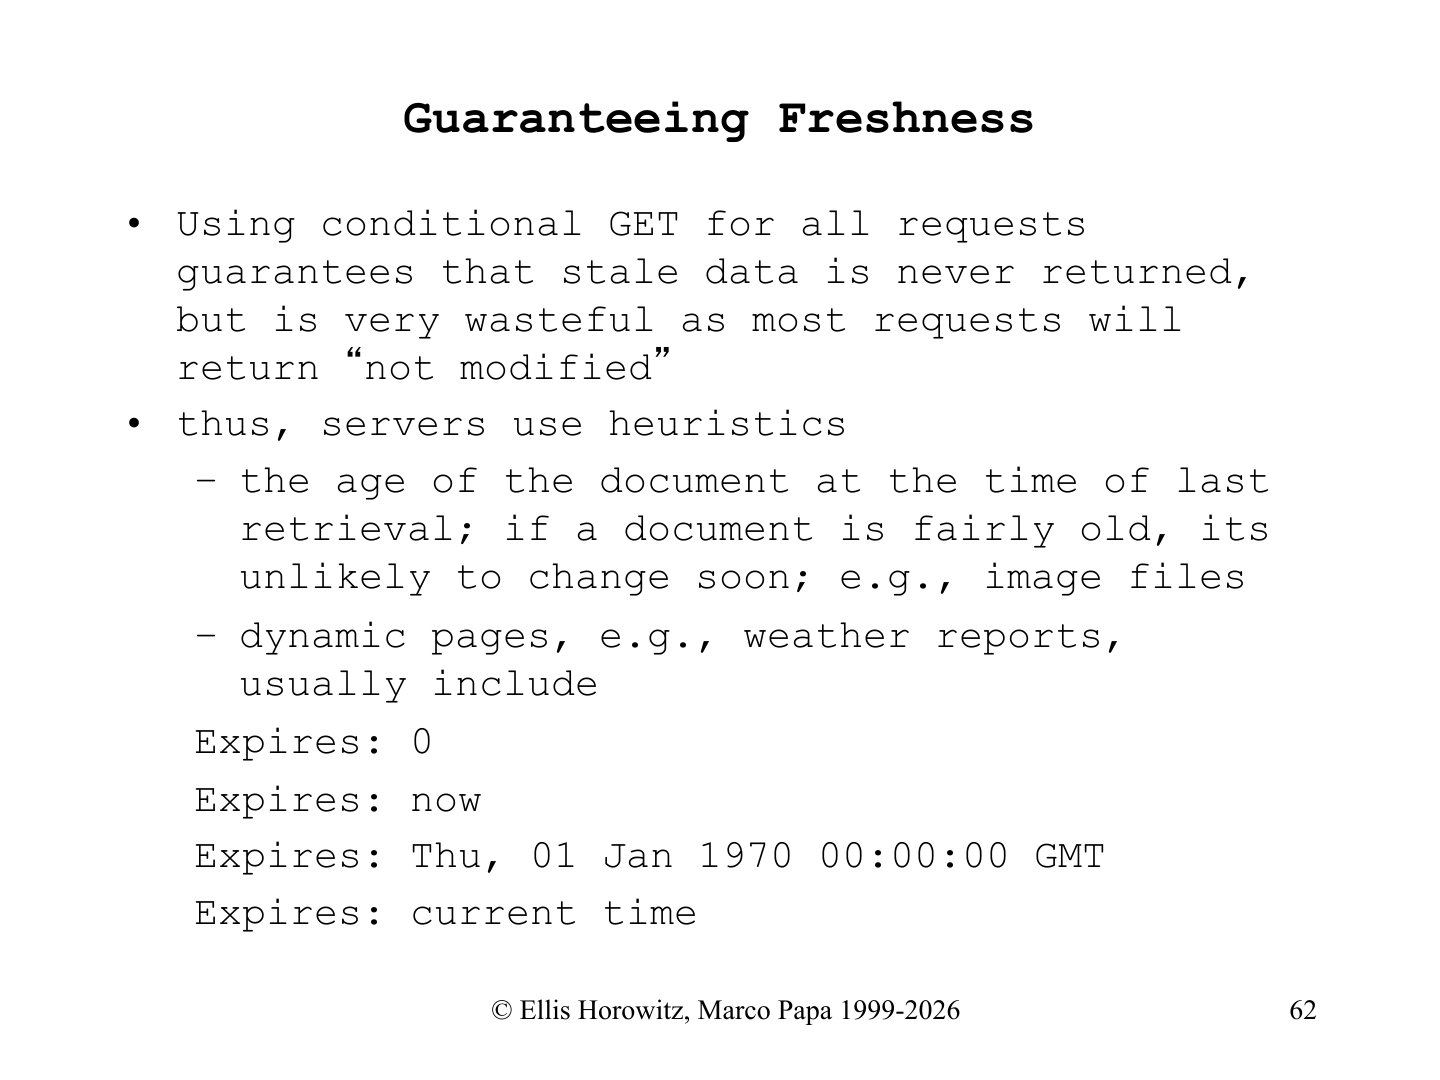 Guaranteeing Freshness
• Using conditional GET for all requests
guarantees that stale data is never returned,
but is very wasteful as most requests will
return “not modified”
• thus, servers use heuristics
– the age of the document at the time of last
retrieval; if a document is fairly old, its
unlikely to change soon; e.g., image files
– dynamic pages, e.g., weather reports,
usually include
Expires: 0
Expires: now
Expires: Thu, 01 Jan 1970 00:00:00 GMT
Expires: current time
© Ellis Horowitz, Marco Papa 1999-2026
62